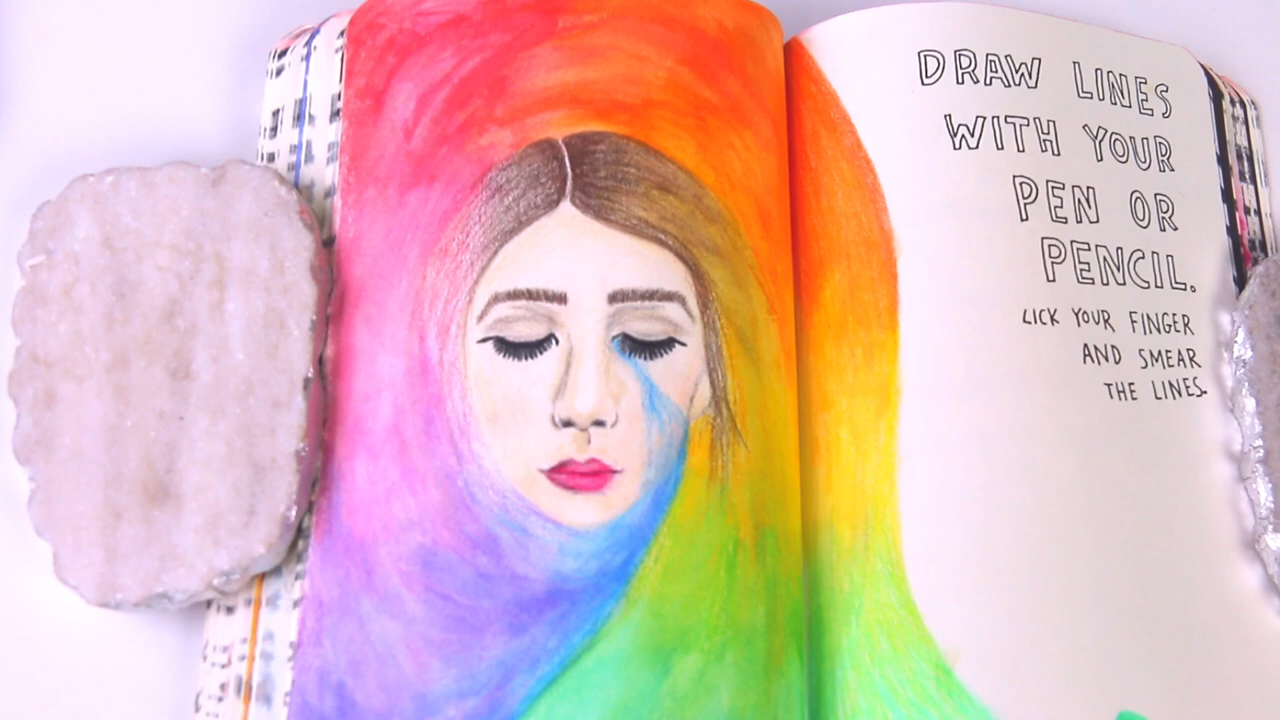 DRAW LINES
WITH YOUR
PEN OR
PENCIL.
LICK YOUR FINGER
AND SMEAR
THE LINES.